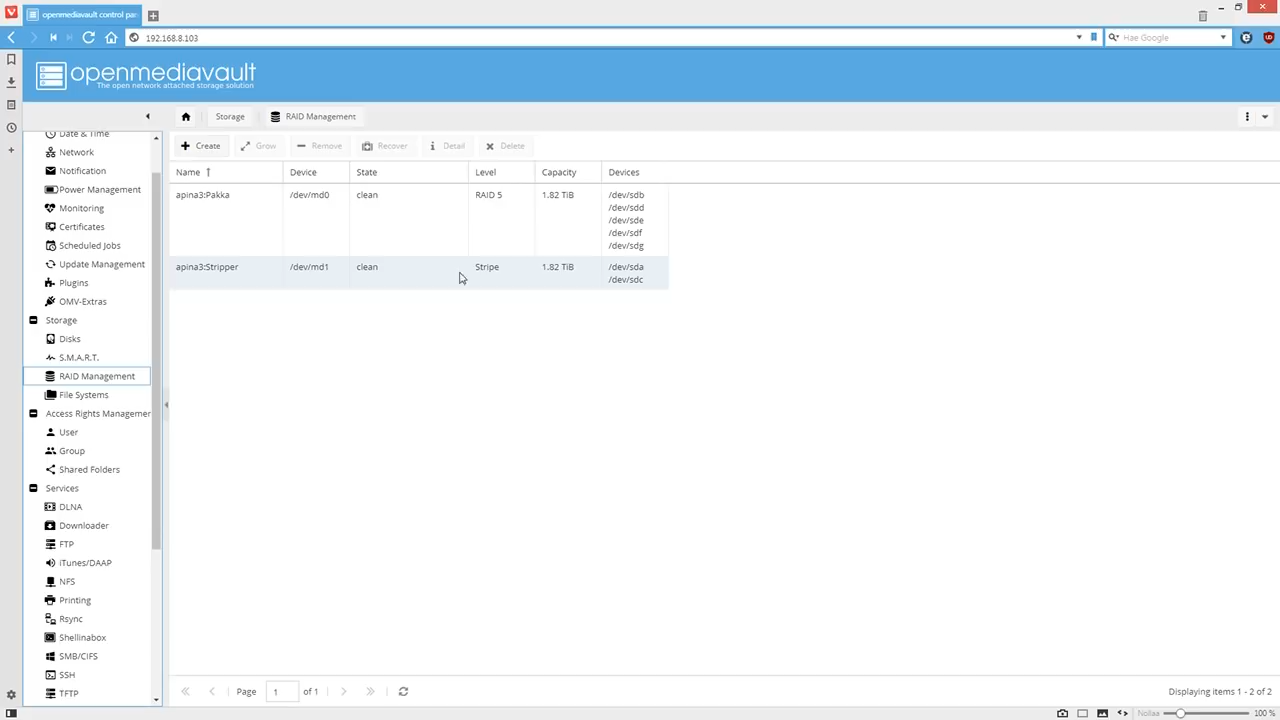 openmediavault control par
192.168.8.103
Hae Google
openmediavault
The open network attached storage solution
Storage
RAID Management
Date & Time
Network
Notification
Power Management
Monitoring
Certificates
Scheduled Jobs
Update Management
Plugins
OMV-Extras
Storage
Disks
S.M.A.R.T.
RAID Management
File Systems
Access Rights Managemer
User
Group
Shared Folders
Services
DLNA
Downloader
FTP
iTunes/DAAP
NFS
Printing
Rsync
Shellinabox
SMB/CIFS
SSH
TFTP
Create Grow Remove Recover Detail Delete
Name Device State Level Capacity Devices
apina3:Pakka /dev/md0 clean RAID 5 1.82 TiB /dev/sdb
/dev/sdd
/dev/sde
/dev/sdf
/dev/sdg
apina3:Stripper /dev/md1 clean Stripe 1.82 TiB /dev/sda
/dev/sdc
Page 1 of 1
Displaying items 1 - 2 of 2
Nollaa 100 %